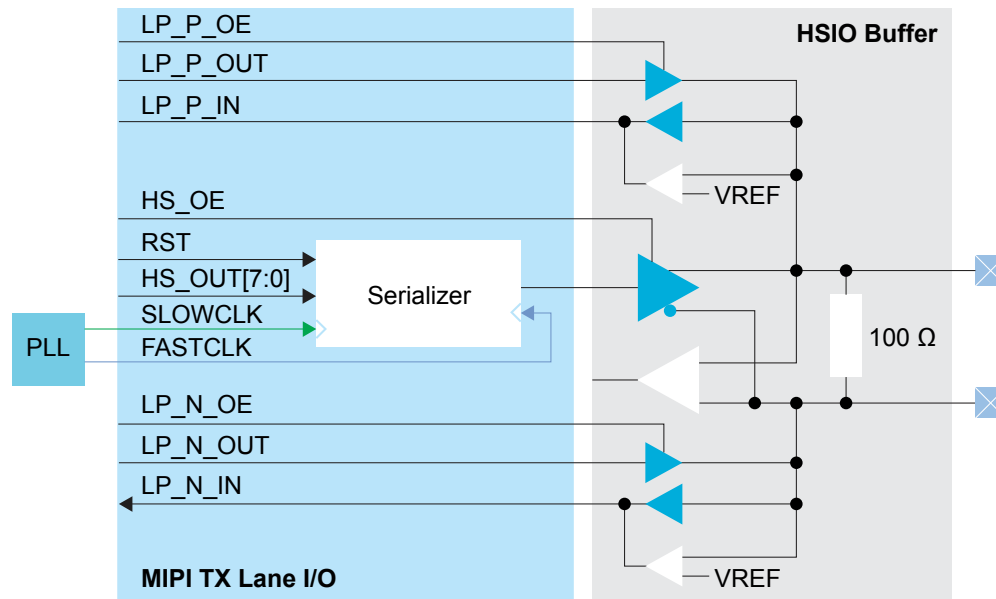 LP_P_OE
HSIO Buffer
LP_P_OUT
LP_P_IN
VREF
HS_OE
RST
HS_OUT[7:0]
Serializer
SLOWCLK
PLL
FASTCLK
100 Ω
LP_N_OE
LP_N_OUT
LP_N_IN
MIPI TX Lane I/O
VREF